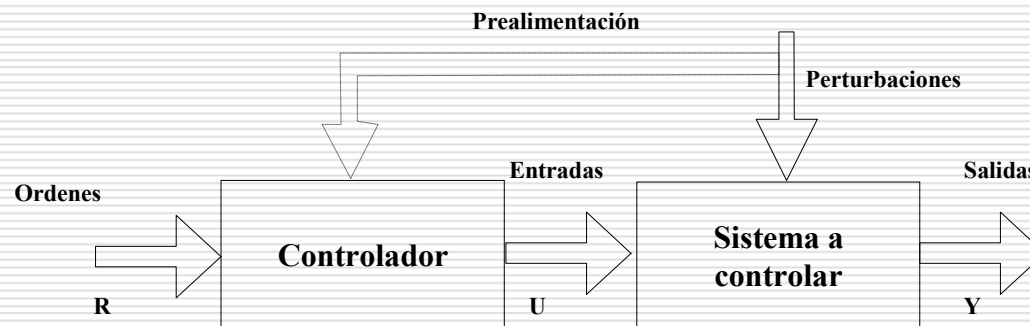 Prealimentación
Perturbaciones
Ordenes
Entradas
Salidas
Controlador
Sistema a
controlar
R
U
Y